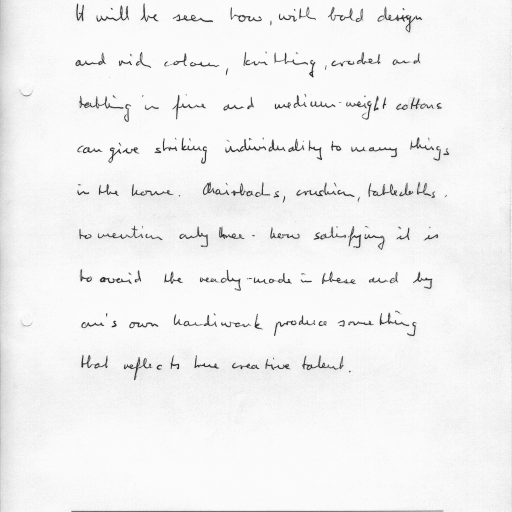 It will be seen how, with bold design
and rich colour, knitting, crochet and
tatting in fine and medium-weight cottons
can give striking individuality to many things
in the home. Chairbacks, cushion, tablecloths,
to mention only three - how satisfying it is
to avoid the ready-made in these and by
one's own handiwork produce something
that reflects true creative talent.